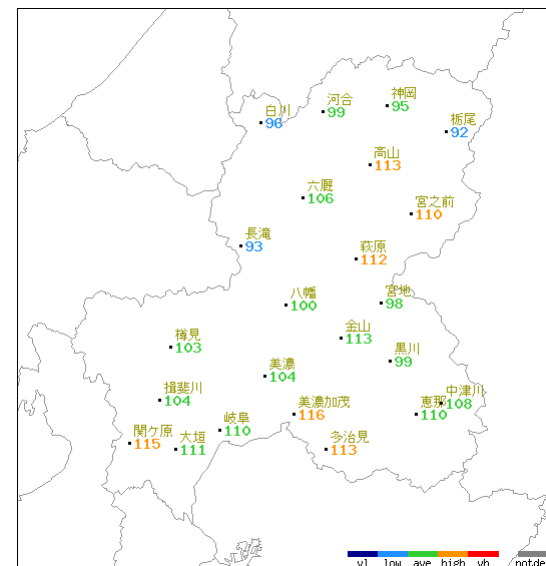 神岡
95
河合
99
白川
96
栃尾
92
高山
113
六厩
106
宮之前
110
長滝
93
萩原
112
八幡
100
宮地
98
金山
113
樽見
103
黒川
99
美濃
104
揖斐川
104
中津川
108
美濃加茂
116
恵那
110
岐阜
110
関ケ原
115
大垣
111
多治見
113
vl low ave high vh notde